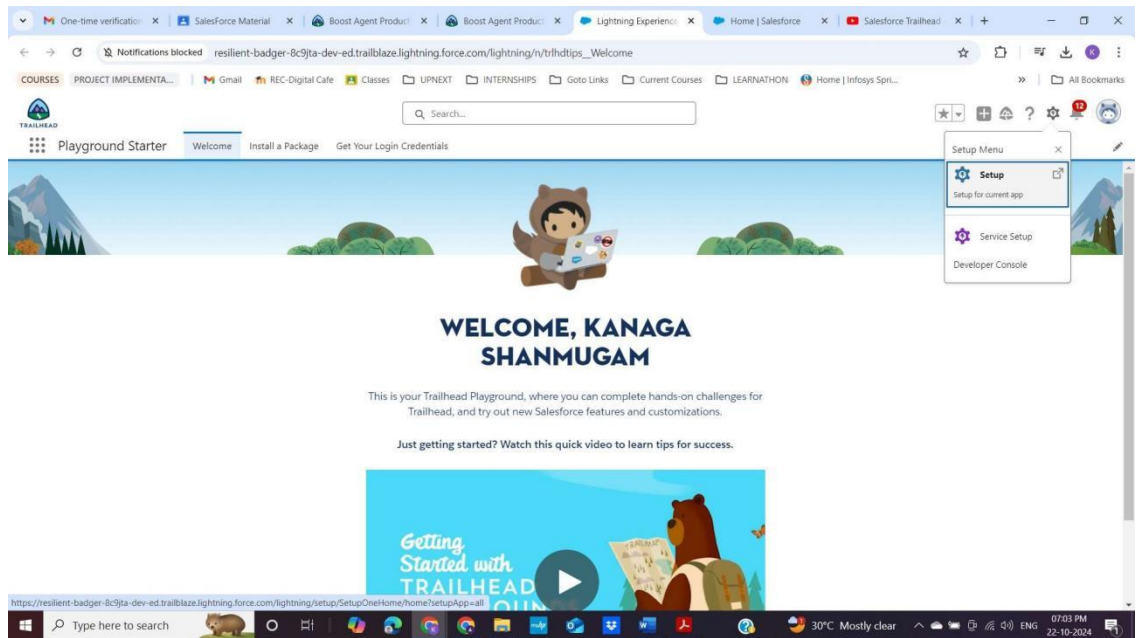 One-time verification
SalesForce Material
Boost Agent Product
Boost Agent Product
Lightning Experience
Home | Salesforce
Salesforce Trailhead
Notifications blocked
resilient-badger-8c9jta-dev-ed.trailblaze.lightning.force.com/lightning/n/trlhdtips__Welcome
COURSES
PROJECT IMPLEMENTA...
Gmail
REC-Digital Cafe
Classes
UPNEXT
INTERNSHIPS
Goto Links
Current Courses
LEARNATHON
Home | Infosys Spri...
All Bookmarks
TRAILHEAD
Search...
12
Playground Starter
Welcome
Install a Package
Get Your Login Credentials
Setup Menu
Setup
Setup for current app
Service Setup
Developer Console
WELCOME, KANAGA
SHANMUGAM
This is your Trailhead Playground, where you can complete hands-on challenges for
Trailhead, and try out new Salesforce features and customizations.
Just getting started? Watch this quick video to learn tips for success.
Getting
Started with
TRAILHEAD
https://resilient-badger-8c9jta-dev-ed.trailblaze.lightning.force.com/lightning/setup/SetupOneHome/home?setupApp=all
Type here to search
30°C Mostly clear
ENG
07:03 PM
22-10-2024